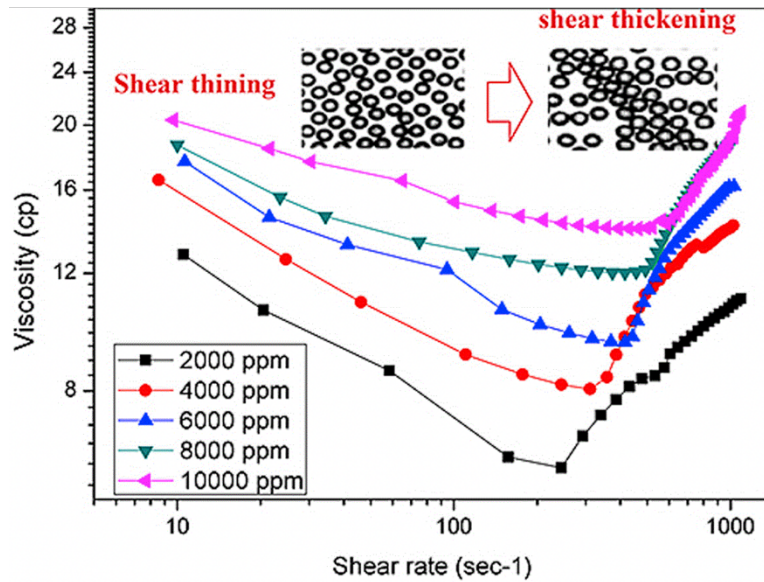 shear thickening
Shear thining
28
24
20
16
12
8
Viscosity (cp)
2000 ppm
4000 ppm
6000 ppm
8000 ppm
10000 ppm
10
100
1000
Shear rate (sec-1)